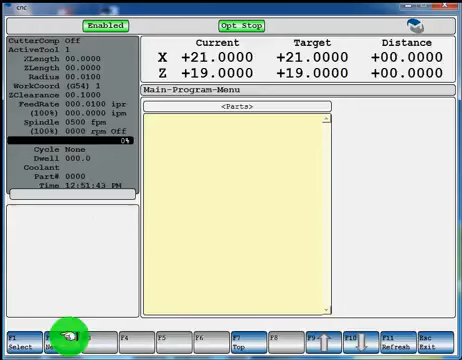 cnc
Enabled
Opt Stop
CutterComp Off
ActiveTool 1
XLength 00.0000
ZLength 00.0000
Radius 00.0100
WorkCoord (G54) 1
ZClearance 00.1000
FeedRate 000.0100 ipr
(100%) 000.0000 ipm
Spindle 0500 fpm
(100%) 0000 rpm Off
0%
Cycle None
Dwell 000.0
Coolant
Part# 0000
Time 12:51:43 PM
Current Target Distance
X +21.0000 +21.0000 +00.0000
Z +19.0000 +19.0000 +00.0000
Main-Program-Menu
<Parts>
F1 F4 F5 F6 F7 F8 F9 F10 F11 Esc
Select Top Refresh Exit